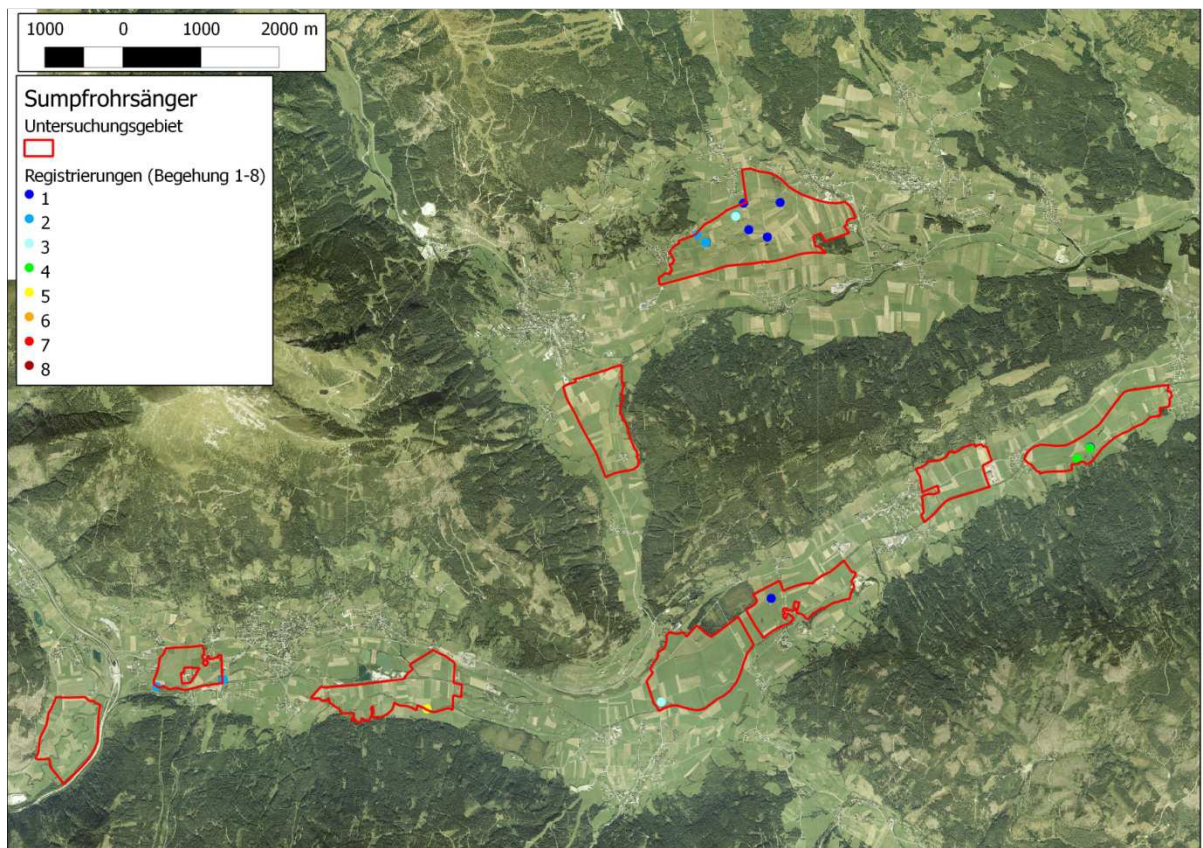 1000 0 1000 2000 m
Sumpfrohrsänger
Untersuchungsgebiet
Registrierungen (Begehung 1-8)
1
2
3
4
5
6
7
8